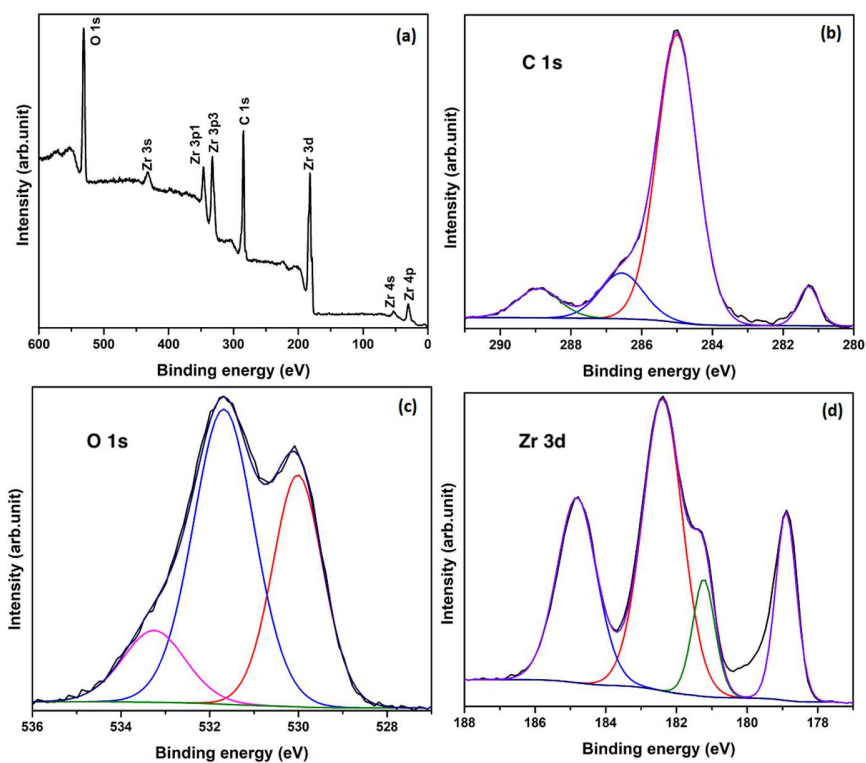 (a)
O 1s
Zr 3s
Zr 3p1
Zr 3p3
C 1s
Zr 3d
Zr 4s
Zr 4p
Intensity (arb.unit)
600 500 400 300 200 100 0
Binding energy (eV)
(b)
C 1s
Intensity (arb.unit)
290 288 286 284 282 280
Binding energy (eV)
(c)
O 1s
Intensity (arb.unit)
536 534 532 530 528
Binding energy (eV)
(d)
Zr 3d
Intensity (arb.unit)
188 186 184 182 180 178
Binding energy (eV)